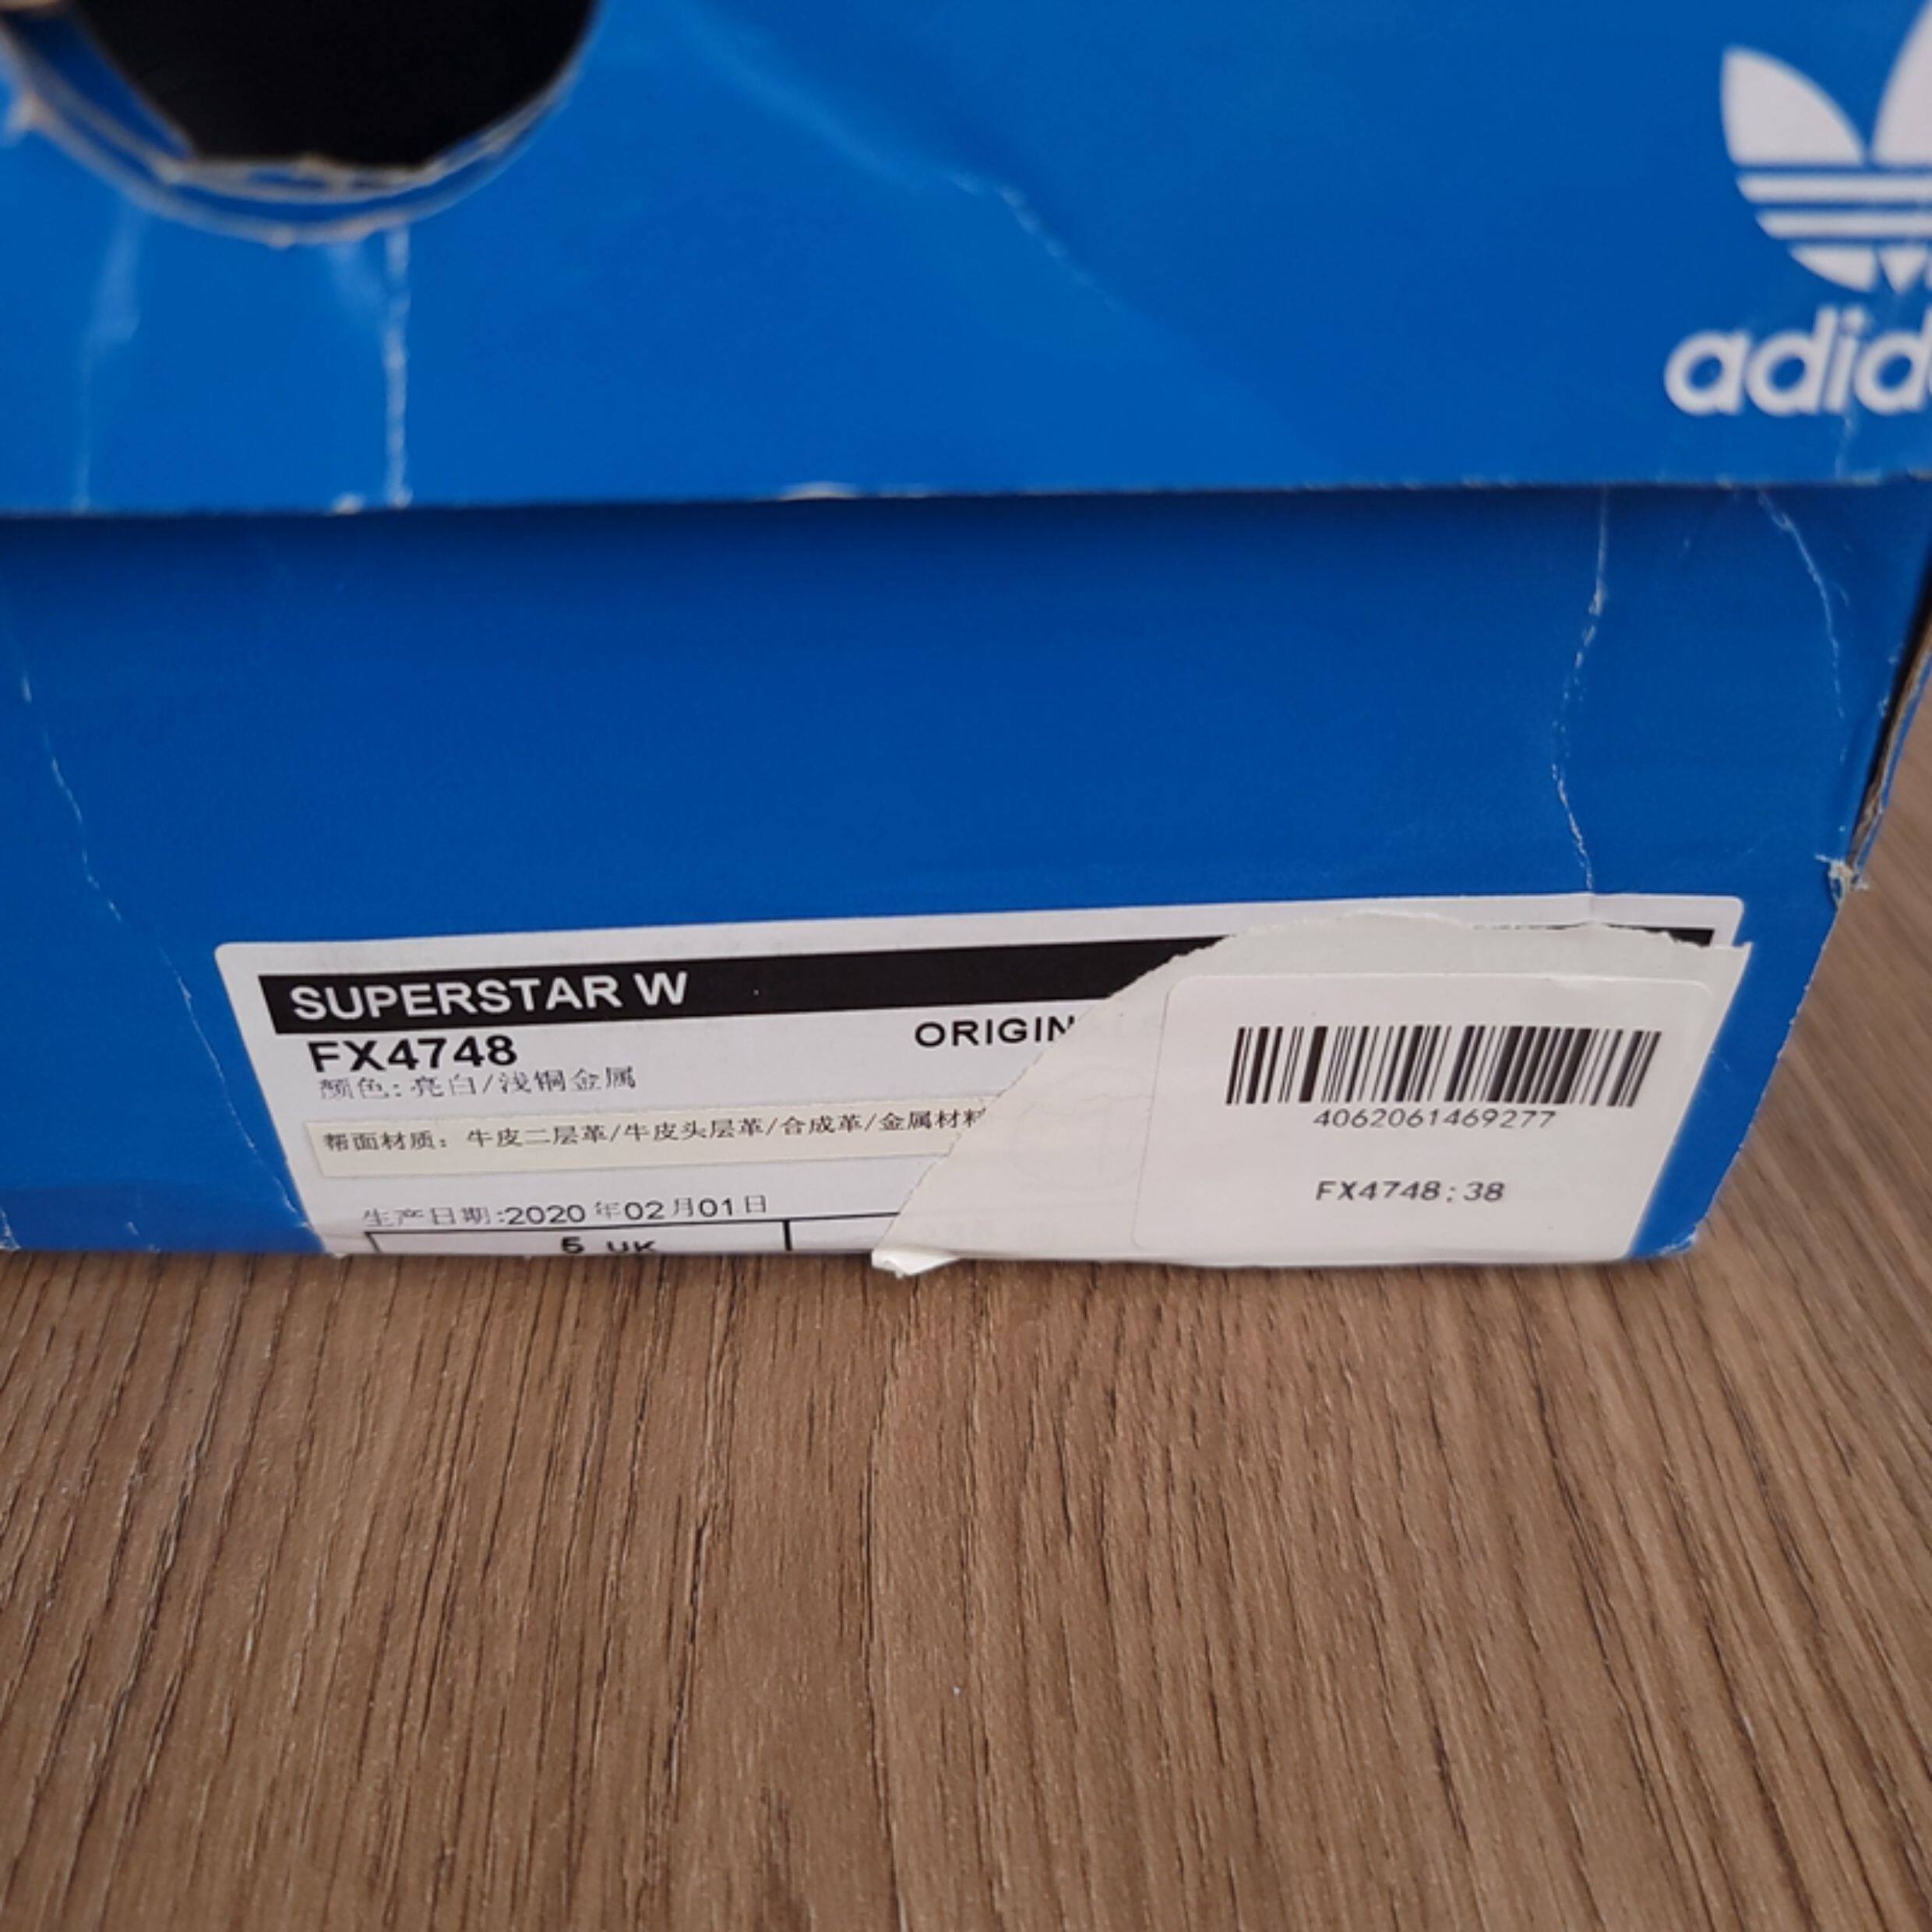 adid
SUPERSTAR W
FX4748
ORIGIN
颜色:亮白/浅铜金属
帮面材质：牛皮二层革/牛皮头层革/合成革/金属材料
生产日期:2020年02月01日
5 UK
4062061469277
FX4748:38